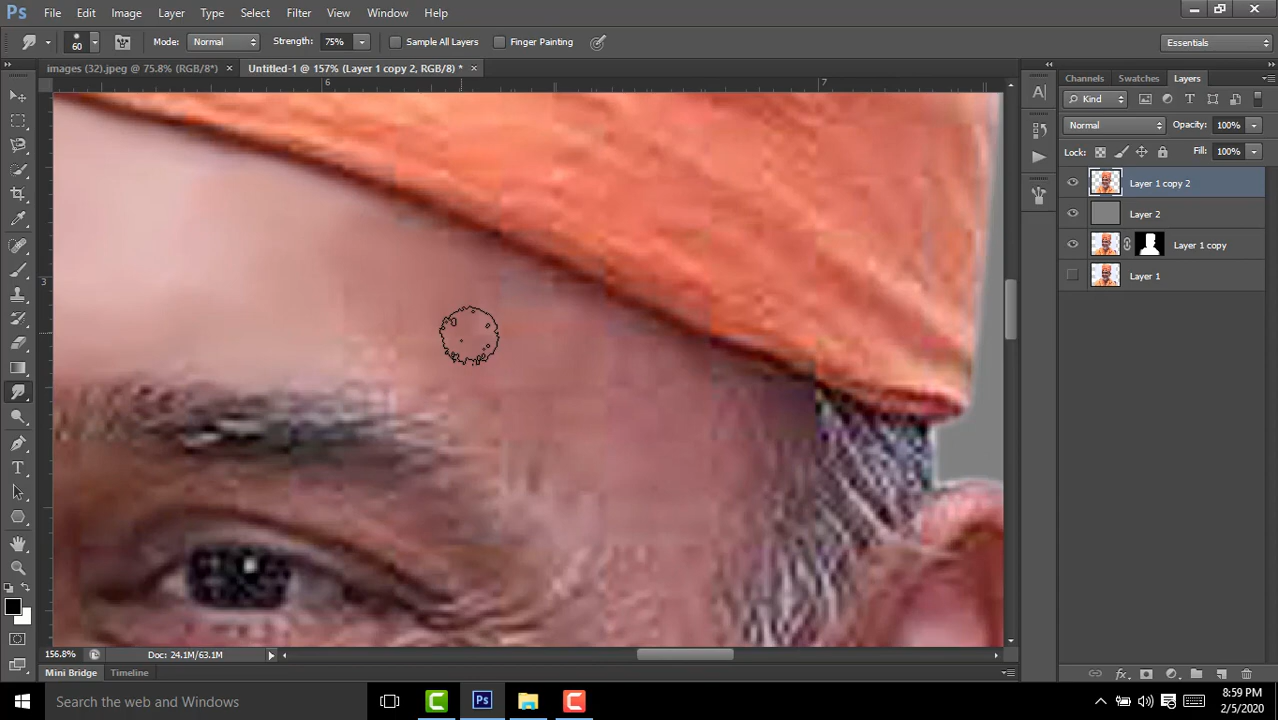 Ps File Edit Image Layer Type Select Filter 3D View Window Help
60 Mode: Normal Strength: 75% Sample All Layers Finger Painting Essentials
images (32).jpeg @ 75.8% (RGB/8*) × Untitled-1 @ 157% (Layer 1 copy 2, RGB/8) * ×
6 7
3
Channels Swatches Layers
Kind
Normal Opacity: 100%
Lock: Fill: 100%
Layer 1 copy 2
Layer 2
Layer 1 copy
Layer 1
156.8% Doc: 24.1M/63.1M
Mini Bridge Timeline
Search the web and Windows
8:59 PM
2/5/2020